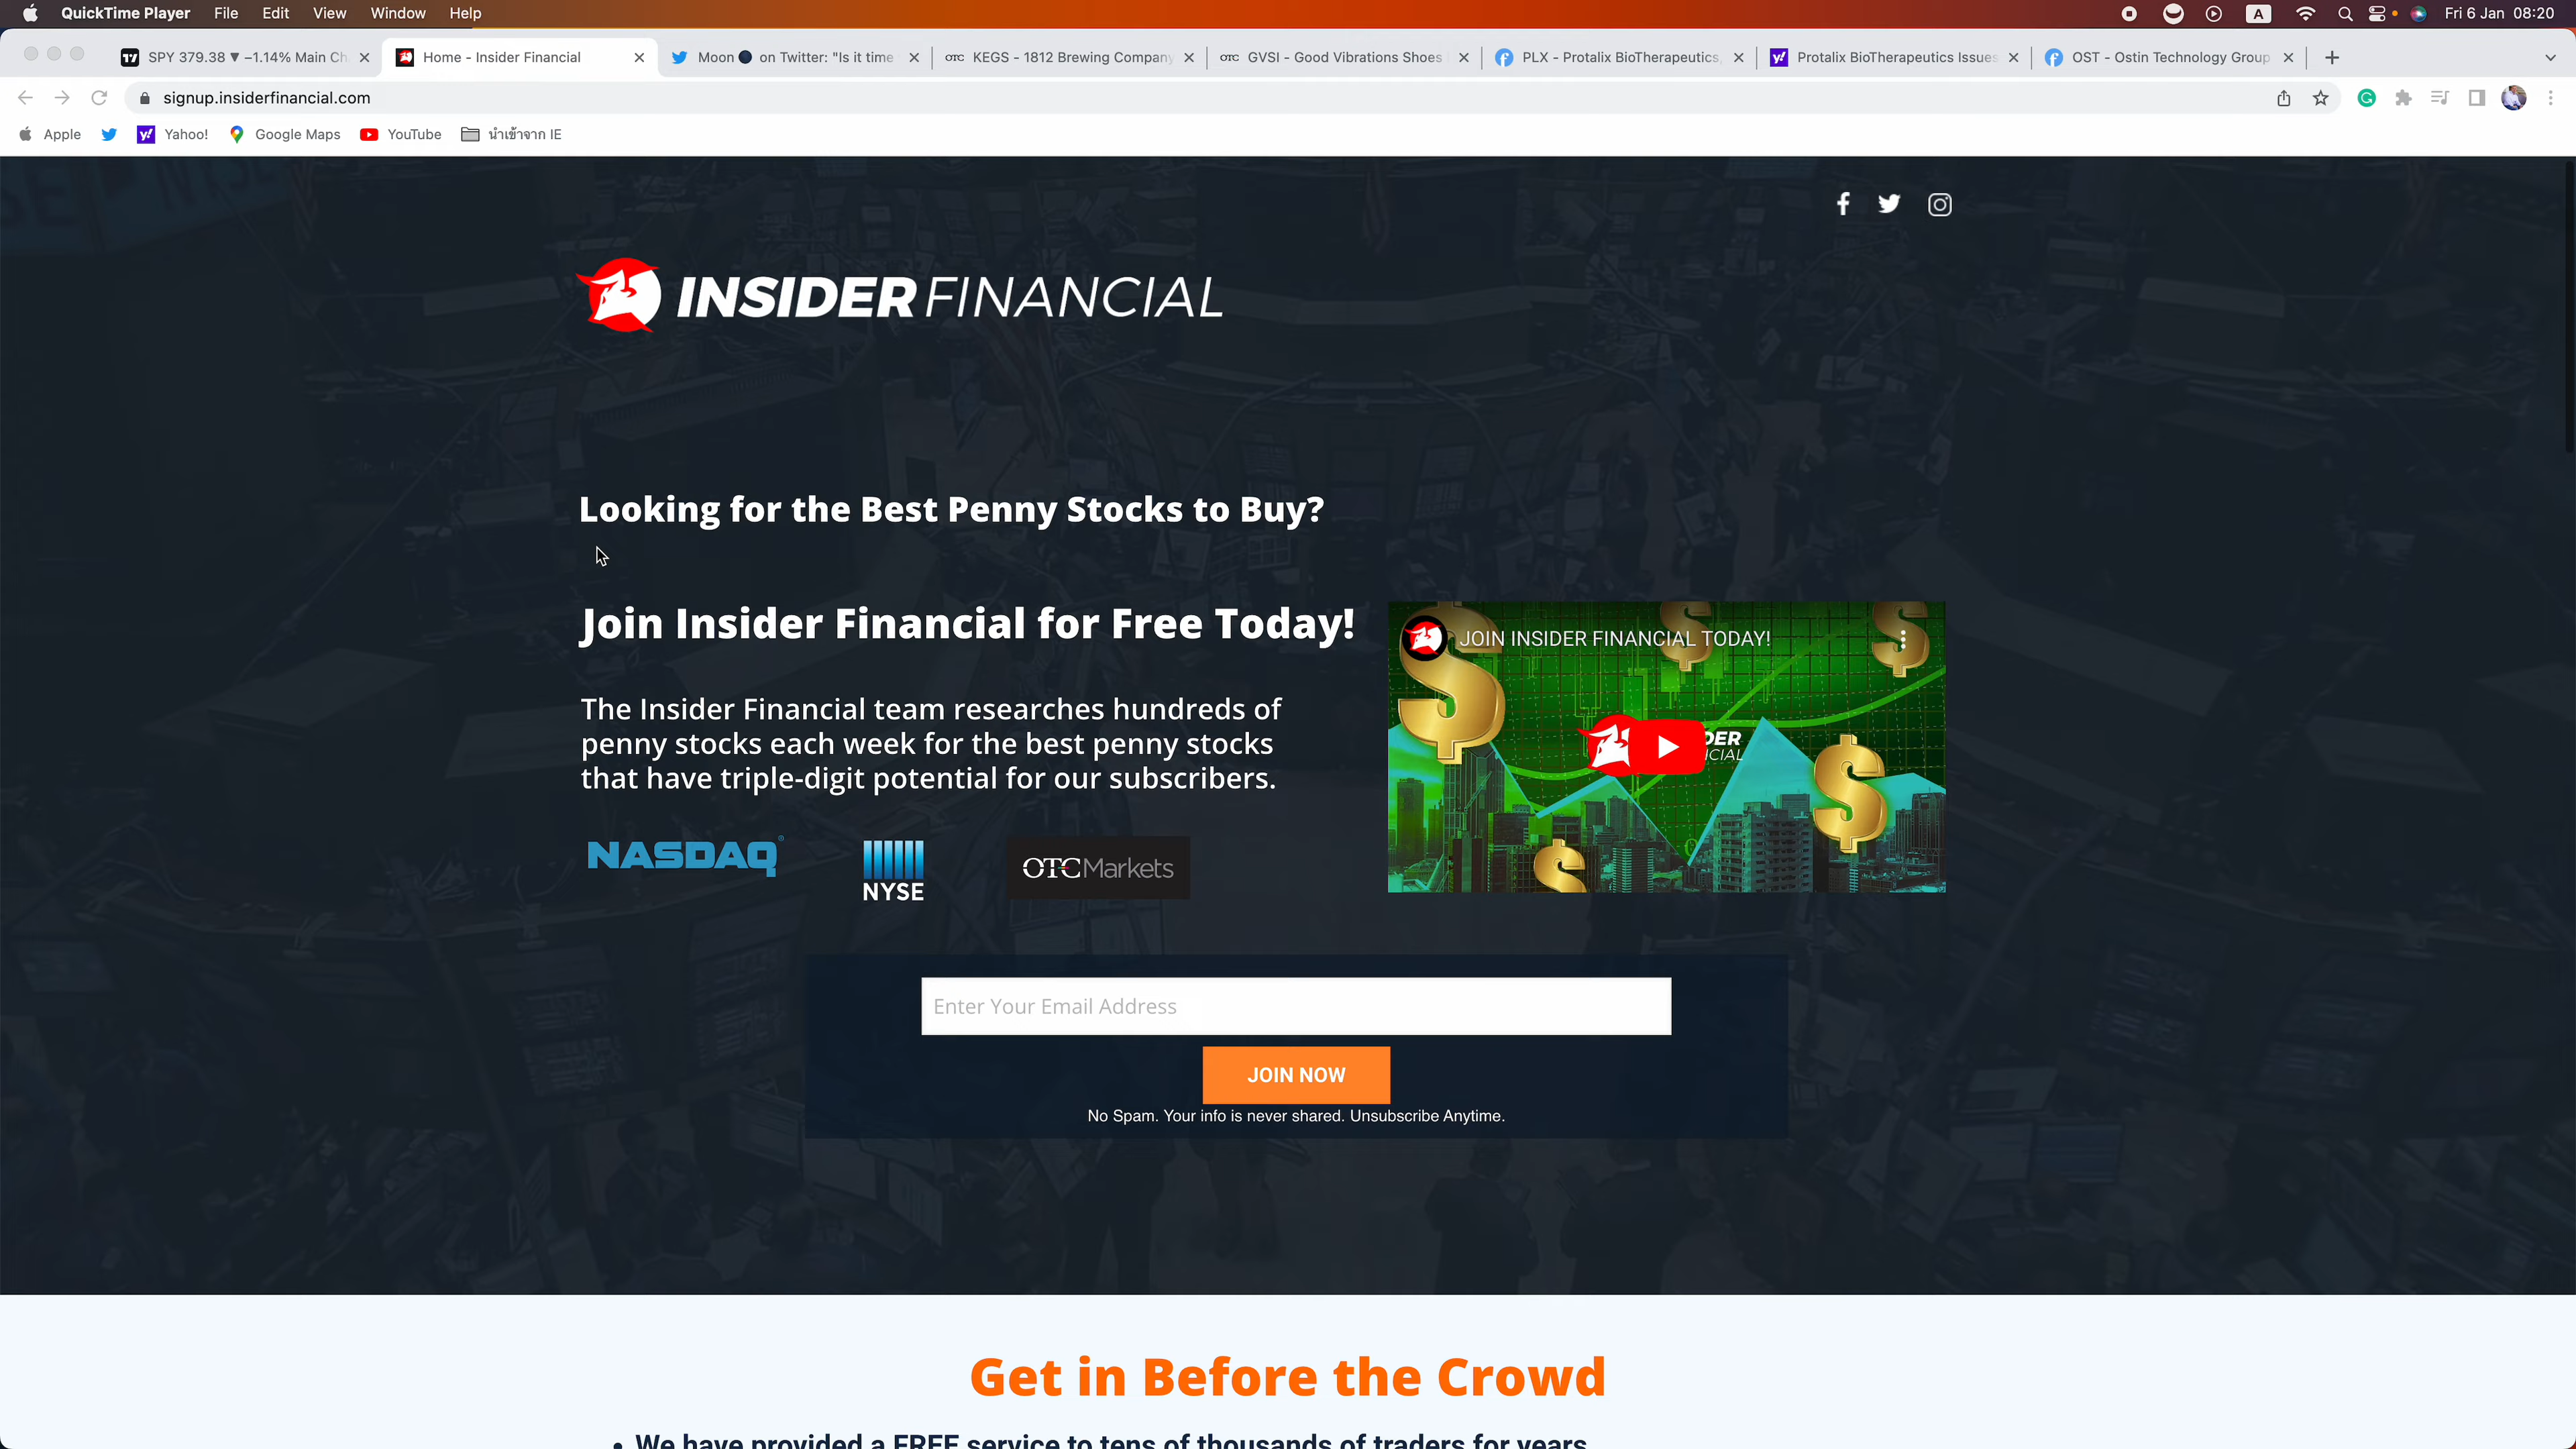 QuickTime Player File Edit View Window Help
A Fri 6 Jan 08:20
SPY 379.38 ▼ −1.14% Main Ch
Home - Insider Financial
Moon 🌑 on Twitter: "Is it time
OTC KEGS - 1812 Brewing Company
OTC GVSI - Good Vibrations Shoes
PLX - Protalix BioTherapeutics,
Protalix BioTherapeutics Issues
OST - Ostin Technology Group
signup.insiderfinancial.com
Apple Yahoo! Google Maps YouTube นำเข้าจาก IE
INSIDER FINANCIAL
Looking for the Best Penny Stocks to Buy?
Join Insider Financial for Free Today!
The Insider Financial team researches hundreds of
penny stocks each week for the best penny stocks
that have triple-digit potential for our subscribers.
JOIN INSIDER FINANCIAL TODAY!
DER
ICIAL
NASDAQ
NYSE
OTC Markets
Enter Your Email Address
JOIN NOW
No Spam. Your info is never shared. Unsubscribe Anytime.
Get in Before the Crowd
• We have provided a FREE service to tens of thousands of traders for years